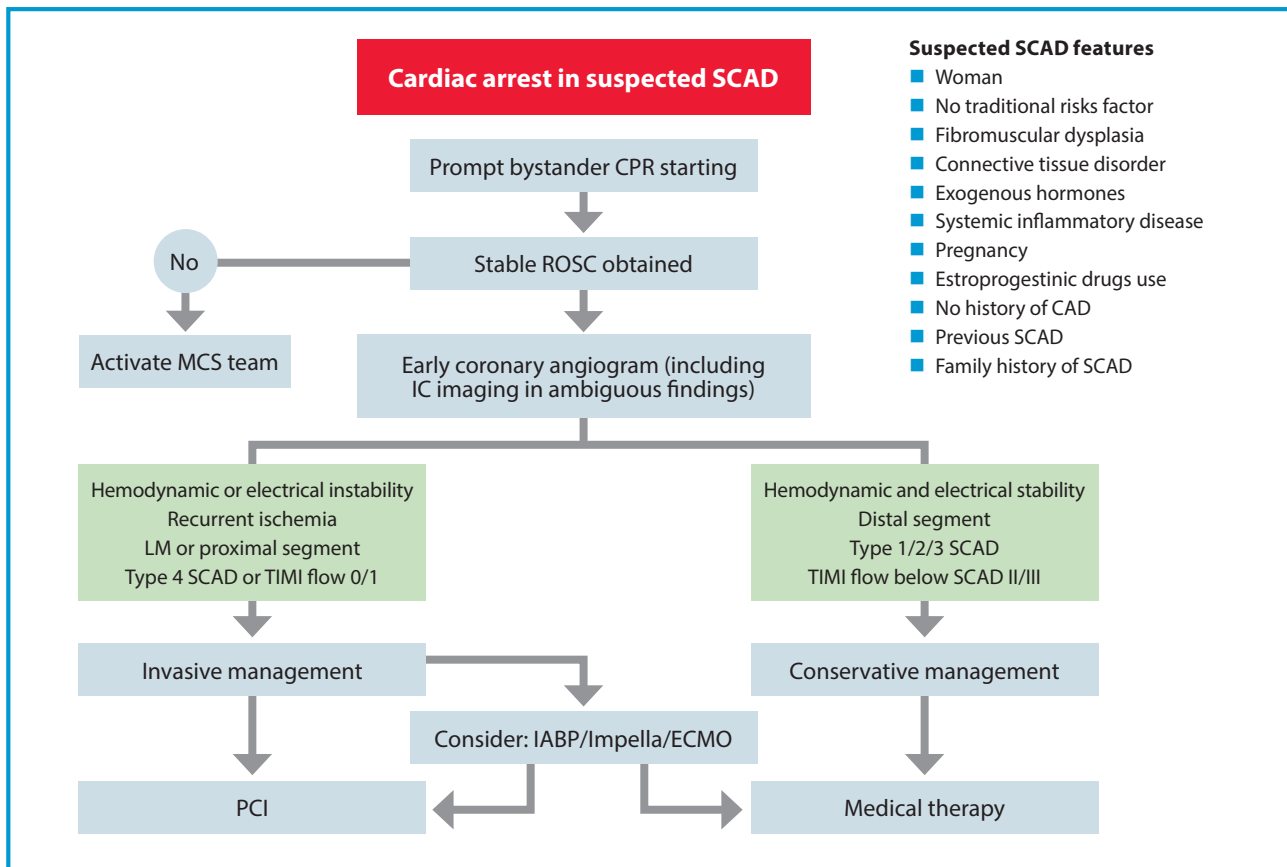 Cardiac arrest in suspected SCAD
Prompt bystander CPR starting
No
Stable ROSC obtained
Activate MCS team
Early coronary angiogram (including
IC imaging in ambiguous findings)
Hemodynamic or electrical instability
Recurrent ischemia
LM or proximal segment
Type 4 SCAD or TIMI flow 0/1
Hemodynamic and electrical stability
Distal segment
Type 1/2/3 SCAD
TIMI flow below SCAD II/III
Invasive management
Conservative management
Consider: IABP/Impella/ECMO
PCI
Medical therapy
Suspected SCAD features
Woman
No traditional risks factor
Fibromuscular dysplasia
Connective tissue disorder
Exogenous hormones
Systemic inflammatory disease
Pregnancy
Estroprogestinic drugs use
No history of CAD
Previous SCAD
Family history of SCAD